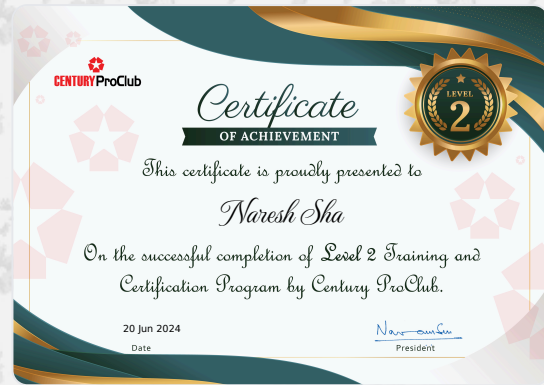 CENTURY ProClub
LEVEL
2
Certificate
OF ACHIEVEMENT
This certificate is proudly presented to
Naresh Sha
On the successful completion of Level 2 Training and
Certification Program by Century ProClub.
20 Jun 2024
Date
President